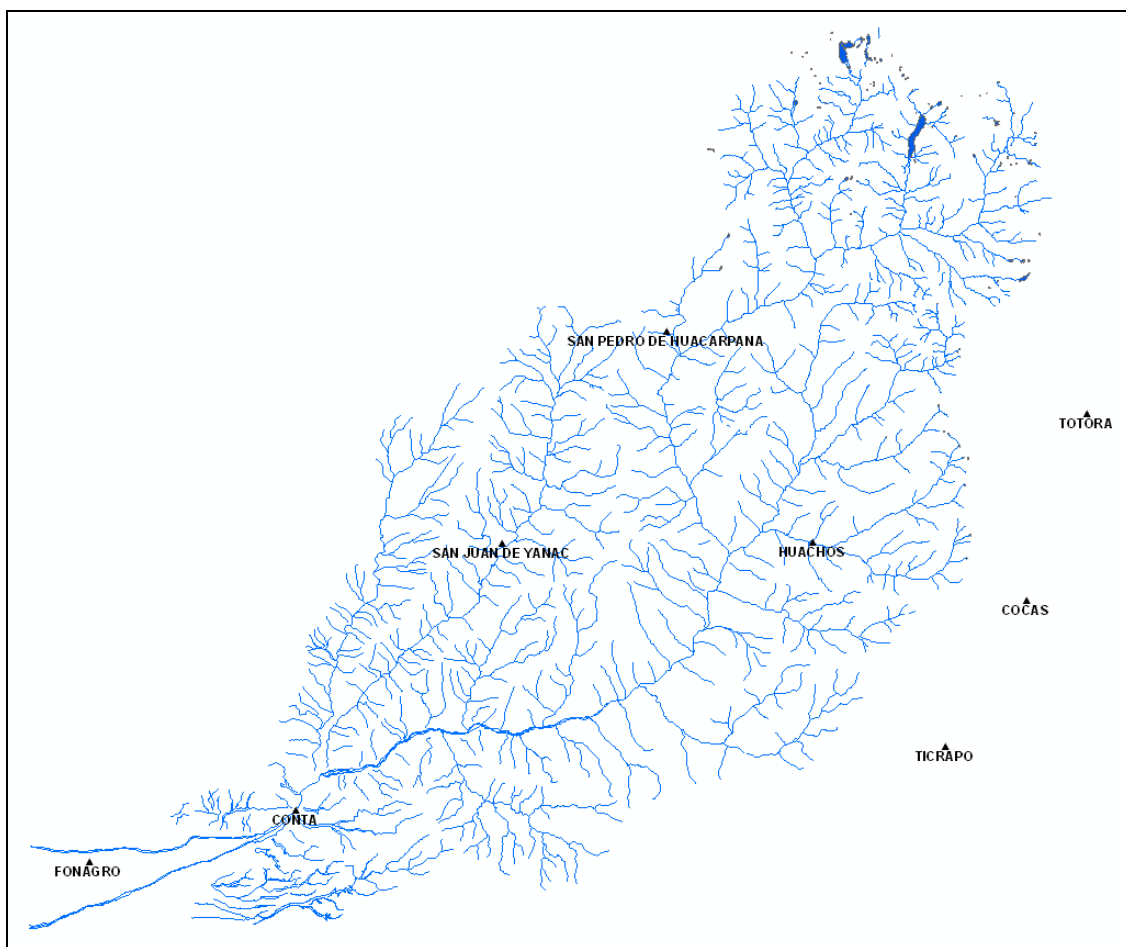 SAN PEDRO DE HUACARPANA
TOTORA
SAN JUAN DE YANAC
HUACHOS
COCAS
TICRAPO
CONTA
FONAGRO